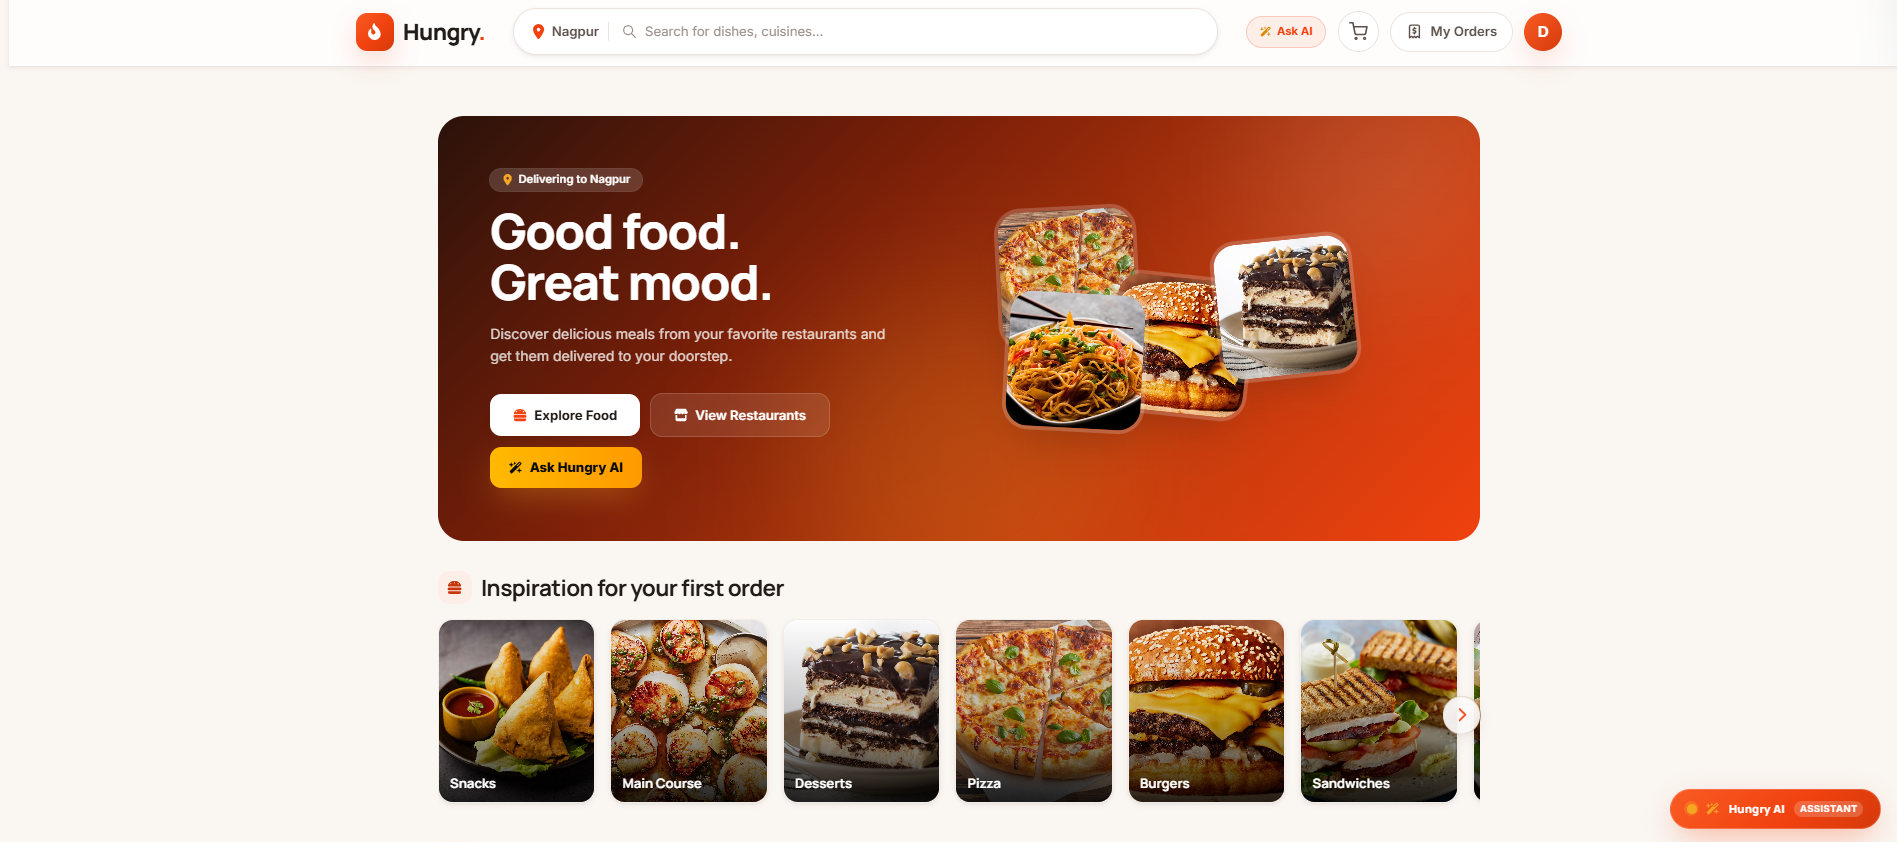 Hungry.
Nagpur
Search for dishes, cuisines...
Ask AI
My Orders
D
Delivering to Nagpur
Good food.
Great mood.
Discover delicious meals from your favorite restaurants and
get them delivered to your doorstep.
Explore Food
View Restaurants
Ask Hungry AI
Inspiration for your first order
Snacks
Main Course
Desserts
Pizza
Burgers
Sandwiches
Hungry AI ASSISTANT